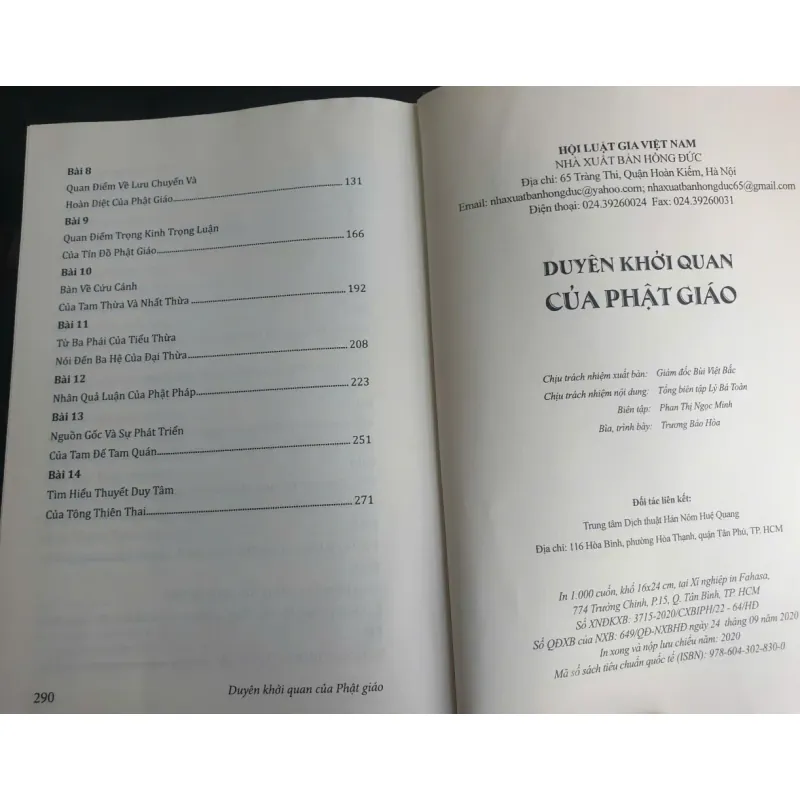 Bài 8
Quan Điểm Về Lưu Chuyển Và
Hoàn Diệt Của Phật Giáo 131
Bài 9
Quan Điểm Trọng Kinh Trọng Luận
Của Tín Đồ Phật Giáo 166
Bài 10
Bàn Về Cứu Cánh
Của Tam Thừa Và Nhất Thừa 192
Bài 11
Từ Ba Phái Của Tiểu Thừa
Nói Đến Ba Hệ Của Đại Thừa 208
Bài 12
Nhân Quả Luận Của Phật Pháp 223
Bài 13
Nguồn Gốc Và Sự Phát Triển
Của Tam Đế Tam Quán 251
Bài 14
Tìm Hiểu Thuyết Duy Tâm
Của Tông Thiên Thai 271
290
Duyên khởi quan của Phật giáo
HỘI LUẬT GIA VIỆT NAM
NHÀ XUẤT BẢN HỒNG ĐỨC
Địa chỉ: 65 Tràng Thi, Quận Hoàn Kiếm, Hà Nội
Email: nhaxuatbanhongduc@yahoo.com; nhaxuatbanhongduc65@gmail.com
Điện thoại: 024.39260024 Fax: 024.39260031
DUYÊN KHỞI QUAN
CỦA PHẬT GIÁO
Chịu trách nhiệm xuất bản: Giám đốc Bùi Việt Bắc
Chịu trách nhiệm nội dung: Tổng biên tập Lý Bá Toàn
Biên tập: Phan Thị Ngọc Minh
Bìa, trình bày: Trương Bảo Hòa
Đối tác liên kết:
Trung tâm Dịch thuật Hán Nôm Huệ Quang
Địa chỉ: 116 Hòa Bình, phường Hòa Thạnh, quận Tân Phú, TP. HCM
In 1.000 cuốn, khổ 16x24 cm, tại Xí nghiệp in Fahasa,
774 Trường Chinh, P.15, Q. Tân Bình, TP. HCM
Số XNĐKXB: 3715-2020/CXBIPH/22 - 64/HĐ
Số QĐXB của NXB: 649/QĐ-NXBHĐ ngày 24 tháng 09 năm 2020
In xong và nộp lưu chiểu năm: 2020
Mã số sách tiêu chuẩn quốc tế (ISBN): 978-604-302-830-0